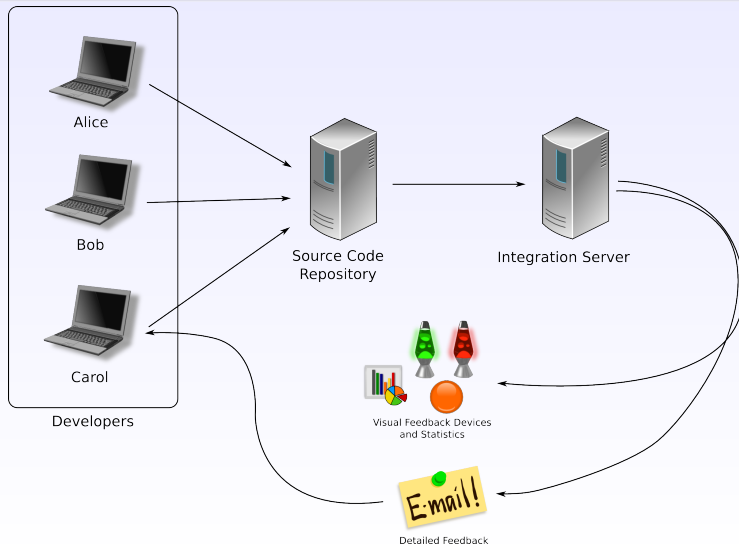 Alice
Bob
Carol
Developers
Source Code
Repository
Integration Server
Visual Feedback Devices
and Statistics
E-mail!
Detailed Feedback